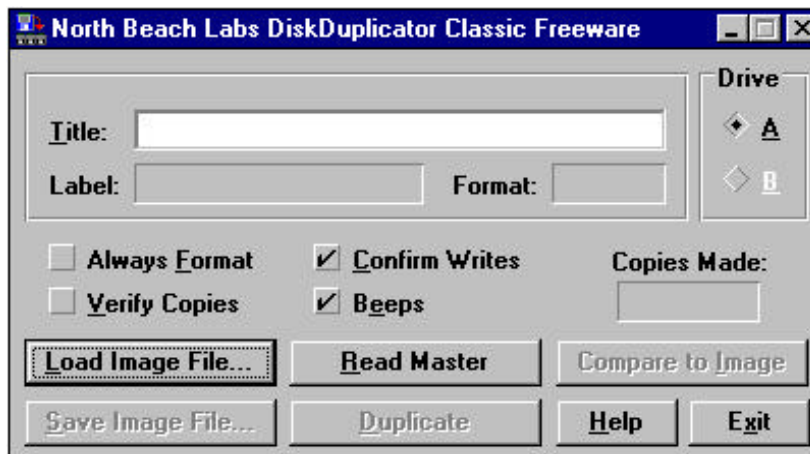 North Beach Labs DiskDuplicator Classic Freeware
Drive
Title:
A
Label: Format:
B
Always Format Confirm Writes Copies Made:
Verify Copies Beeps
Load Image File... Read Master Compare to Image
Save Image File... Duplicate Help Exit